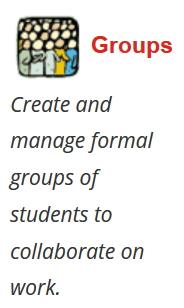 Groups
Create and
manage formal
groups of
students to
collaborate on
work.